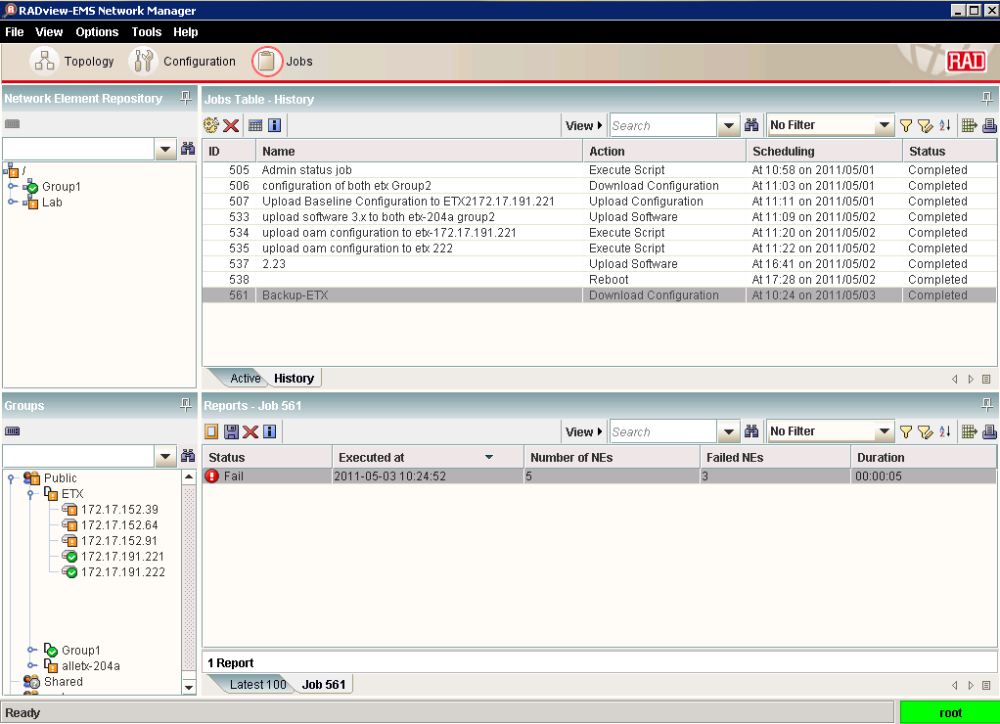 RADview-EMS Network Manager
File View Options Tools Help
Topology Configuration Jobs RAD
Network Element Repository
/
Group1
Lab
Jobs Table - History
View Search No Filter
ID Name Action Scheduling Status
505 Admin status job Execute Script At 10:58 on 2011/05/01 Completed
506 configuration of both etx Group2 Download Configuration At 11:03 on 2011/05/01 Completed
507 Upload Baseline Configuration to ETX2172.17.191.221 Upload Configuration At 11:11 on 2011/05/01 Completed
533 upload software 3.x to both etx-204a group2 Upload Software At 11:09 on 2011/05/02 Completed
534 upload oam configuration to etx-172.17.191.221 Execute Script At 11:20 on 2011/05/02 Completed
535 upload oam configuration to etx 222 Execute Script At 11:22 on 2011/05/02 Completed
537 2.23 Upload Software At 16:41 on 2011/05/02 Completed
538 Reboot At 17:28 on 2011/05/02 Completed
561 Backup-ETX Download Configuration At 10:24 on 2011/05/03 Completed
Active History
Groups
Public
ETX
172.17.152.39
172.17.152.64
172.17.152.91
172.17.191.221
172.17.191.222
Group1
alletx-204a
Shared
Reports - Job 561
View Search No Filter
Status Executed at Number of NEs Failed NEs Duration
Fail 2011-05-03 10:24:52 5 3 00:00:05
1 Report
Latest 100 Job 561
Ready root